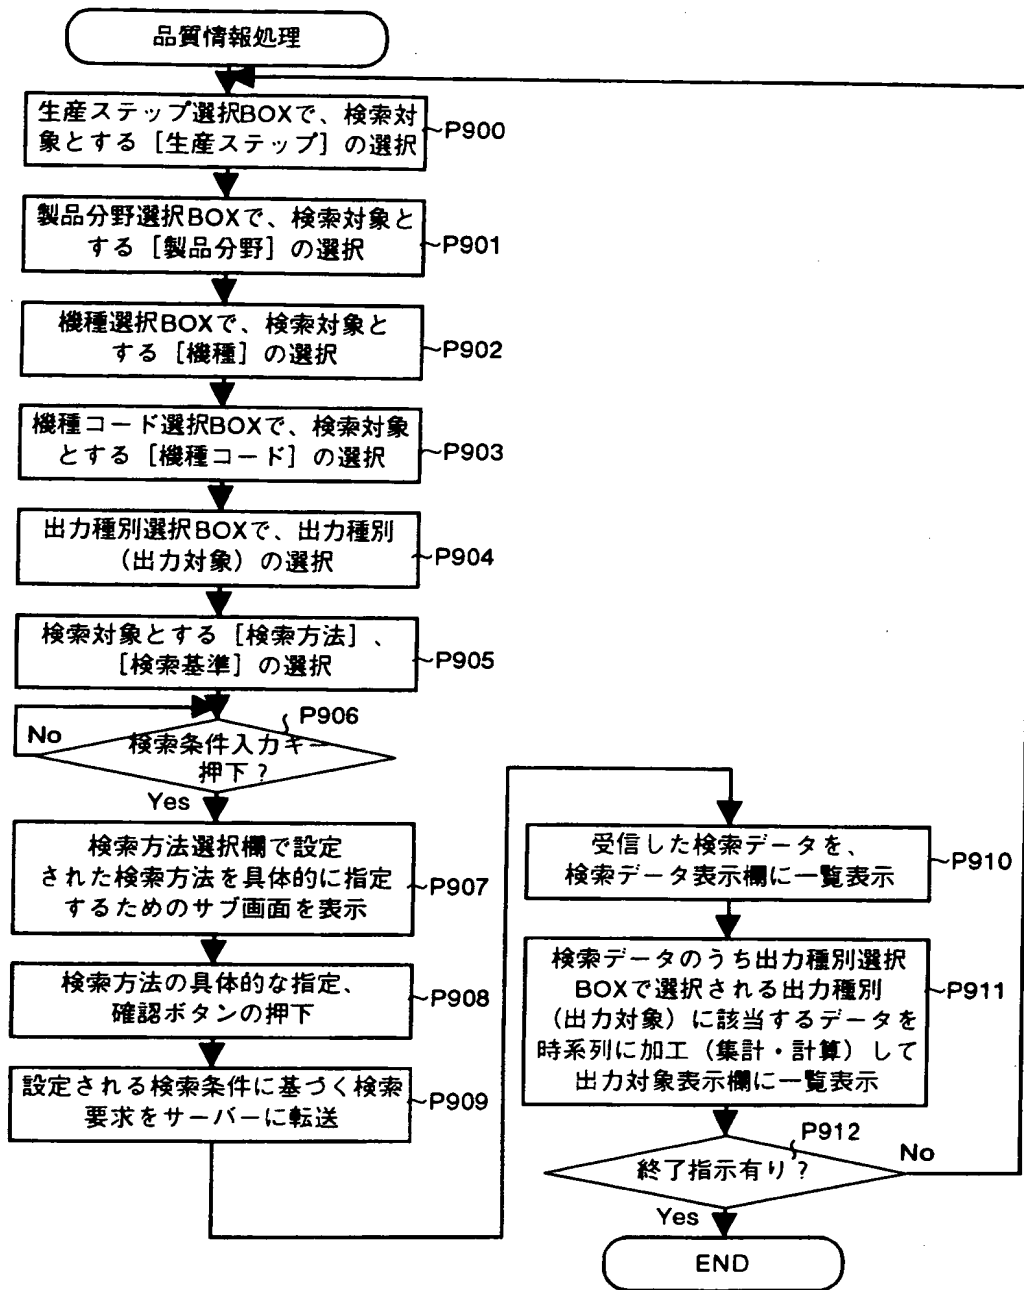 品質情報処理
生産ステップ選択BOXで、検索対
象とする［生産ステップ］の選択
P900
製品分野選択BOXで、検索対象と
する［製品分野］の選択
P901
機種選択BOXで、検索対象と
する［機種］の選択
P902
機種コード選択BOXで、検索対象
とする［機種コード］の選択
P903
出力種別選択BOXで、出力種別
（出力対象）の選択
P904
検索対象とする［検索方法］、
［検索基準］の選択
P905
P906
No
検索条件入力キー
押下？
Yes
検索方法選択欄で設定
された検索方法を具体的に指定
するためのサブ画面を表示
P907
検索方法の具体的な指定、
確認ボタンの押下
P908
設定される検索条件に基づく検索
要求をサーバーに転送
P909
受信した検索データを、
検索データ表示欄に一覧表示
P910
検索データのうち出力種別選択
BOXで選択される出力種別
（出力対象）に該当するデータを
時系列に加工（集計・計算）して
出力対象表示欄に一覧表示
P911
P912
終了指示有り？
No
Yes
END